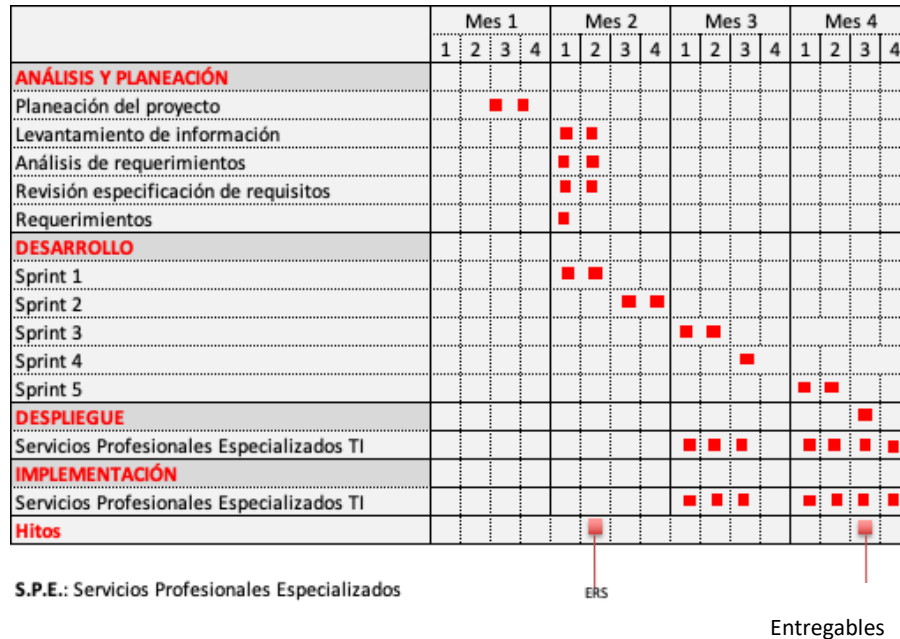 Mes 1 Mes 2 Mes 3 Mes 4
1 2 3 4 1 2 3 4 1 2 3 4 1 2 3 4
ANÁLISIS Y PLANEACIÓN
Planeación del proyecto
Levantamiento de información
Análisis de requerimientos
Revisión especificación de requisitos
Requerimientos
DESARROLLO
Sprint 1
Sprint 2
Sprint 3
Sprint 4
Sprint 5
DESPLIEGUE
Servicios Profesionales Especializados TI
IMPLEMENTACIÓN
Servicios Profesionales Especializados TI
Hitos
S.P.E.: Servicios Profesionales Especializados
ERS
Entregables